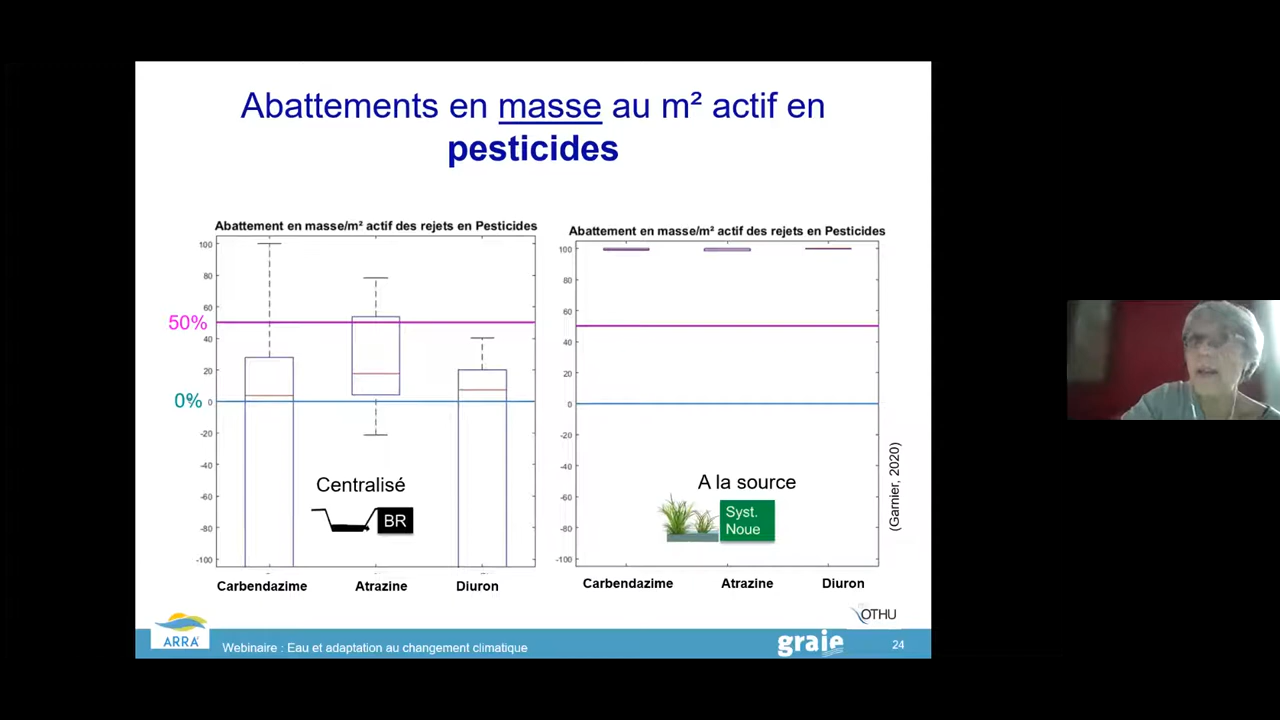 Abattements en masse au m² actif en
pesticides
Abattement en masse/m² actif des rejets en Pesticides
100
80
60
40
20
0
-20
-40
-60
-80
-100
50%
0%
Centralisé
BR
Carbendazime
Atrazine
Diuron
Abattement en masse/m² actif des rejets en Pesticides
100
80
60
40
20
0
-20
-40
-60
-80
-100
A la source
Syst.
Noue
Carbendazime
Atrazine
Diuron
(Garnier, 2020)
OTHU
ARRA²
Webinaire : Eau et adaptation au changement climatique
graie
24